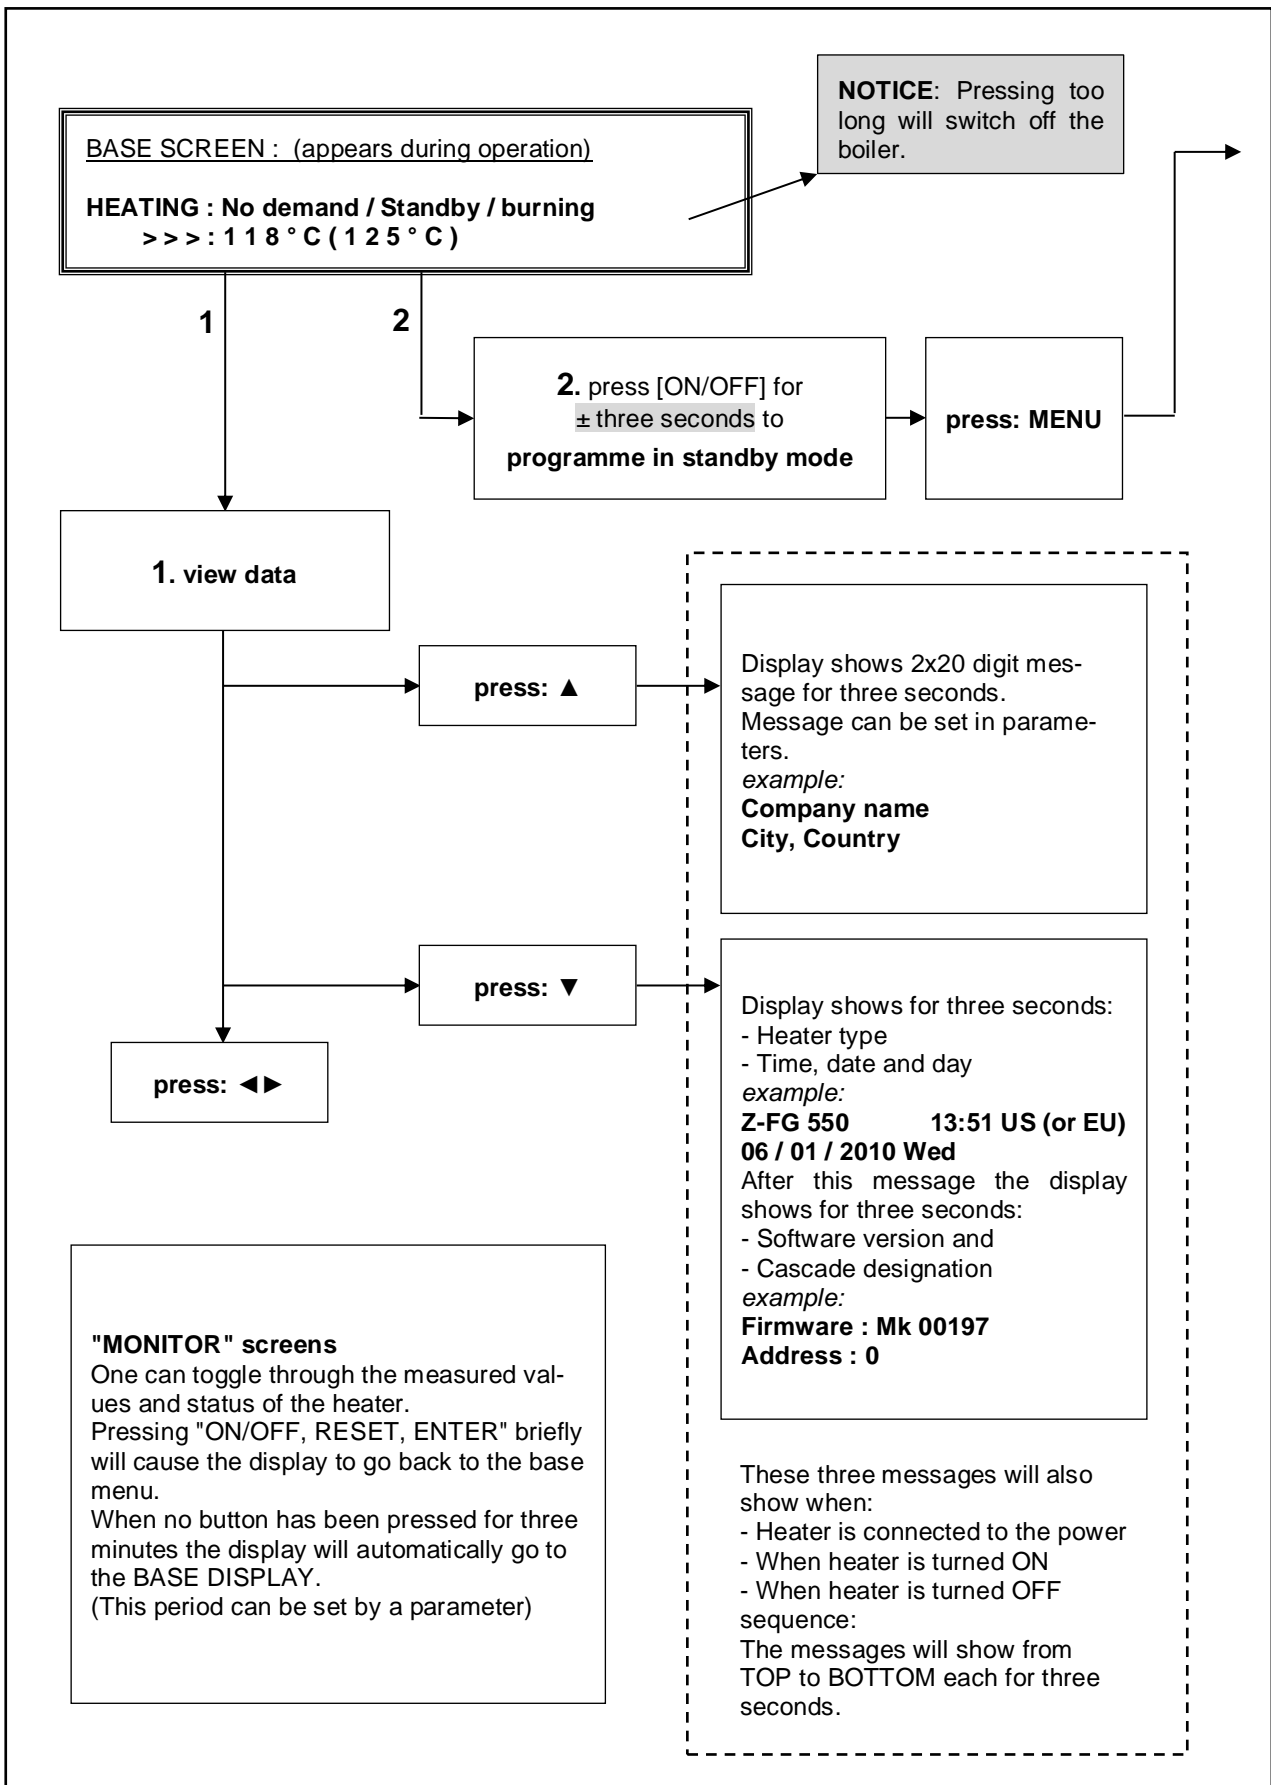 NOTICE: Pressing too
long will switch off the
boiler.
BASE SCREEN : (appears during operation)
HEATING : No demand / Standby / burning
> > > : 1 1 8 ° C ( 1 2 5 ° C )
1
2
2. press [ON/OFF] for
± three seconds to
programme in standby mode
press: MENU
1. view data
press: ▲
Display shows 2x20 digit mes-
sage for three seconds.
Message can be set in parame-
ters.
example:
Company name
City, Country
press: ▼
Display shows for three seconds:
- Heater type
- Time, date and day
example:
Z-FG 550 13:51 US (or EU)
06 / 01 / 2010 Wed
After this message the display
shows for three seconds:
- Software version and
- Cascade designation
example:
Firmware : Mk 00197
Address : 0
press: ◄►
"MONITOR" screens
One can toggle through the measured val-
ues and status of the heater.
Pressing "ON/OFF, RESET, ENTER" briefly
will cause the display to go back to the base
menu.
When no button has been pressed for three
minutes the display will automatically go to
the BASE DISPLAY.
(This period can be set by a parameter)
These three messages will also
show when:
- Heater is connected to the power
- When heater is turned ON
- When heater is turned OFF
sequence:
The messages will show from
TOP to BOTTOM each for three
seconds.